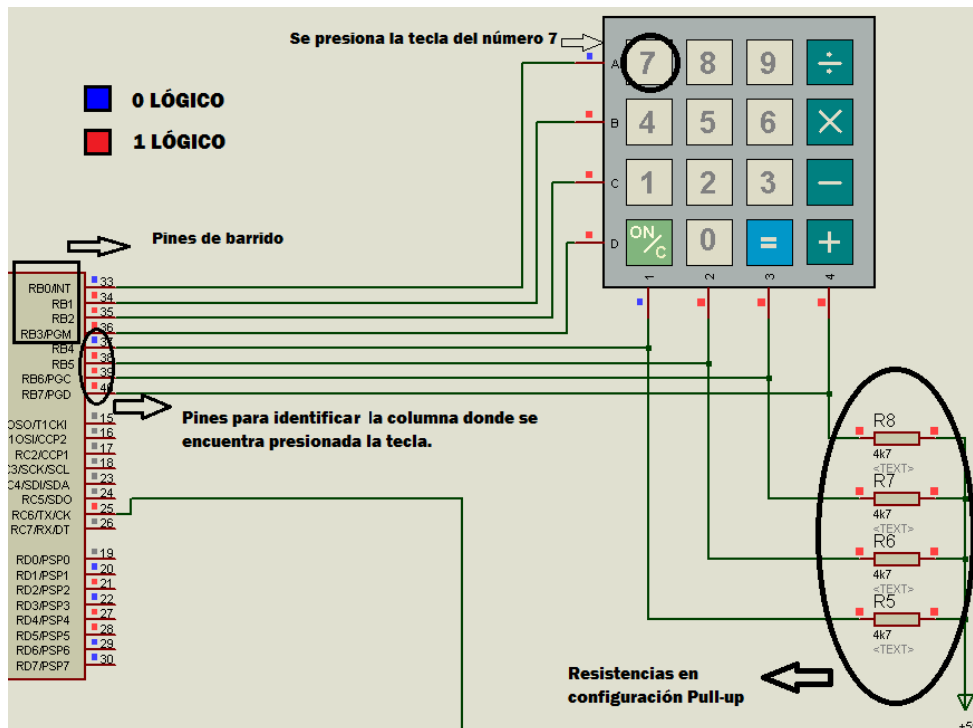 Se presiona la tecla del número 7
0 LÓGICO
1 LÓGICO
Pines de barrido
A
B
C
D
7
8
9
÷
4
5
6
×
1
2
3
−
ON/C
0
=
+
1
2
3
4
RB0/INT 33
RB1 34
RB2 35
RB3/PGM 36
RB4 37
RB5 38
RB6/PGC 39
RB7/PGD 40
Pines para identificar la columna donde se
encuentra presionada la tecla.
OSO/T1CKI 15
1OSI/CCP2 16
RC2/CCP1 17
C3/SCK/SCL 18
C4/SDI/SDA 23
RC5/SDO 24
RC6/TX/CK 25
RC7/RX/DT 26
RD0/PSP0 19
RD1/PSP1 20
RD2/PSP2 21
RD3/PSP3 22
RD4/PSP4 27
RD5/PSP5 28
RD6/PSP6 29
RD7/PSP7 30
R8
4k7
<TEXT>
R7
4k7
<TEXT>
R6
4k7
<TEXT>
R5
4k7
<TEXT>
Resistencias en
configuración Pull-up